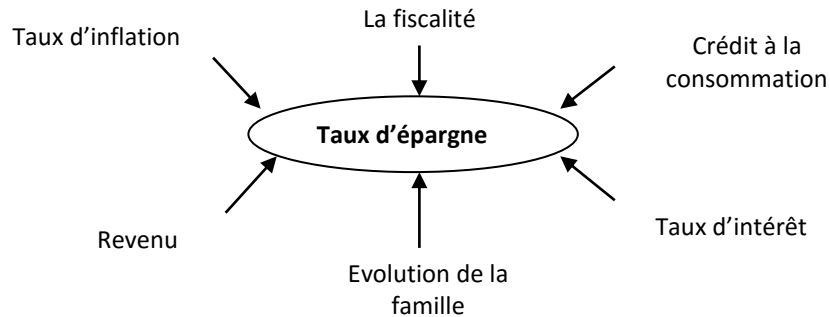 La fiscalité
Taux d’inflation
Crédit à la
consommation
Taux d’épargne
Revenu
Taux d’intérêt
Evolution de la
famille